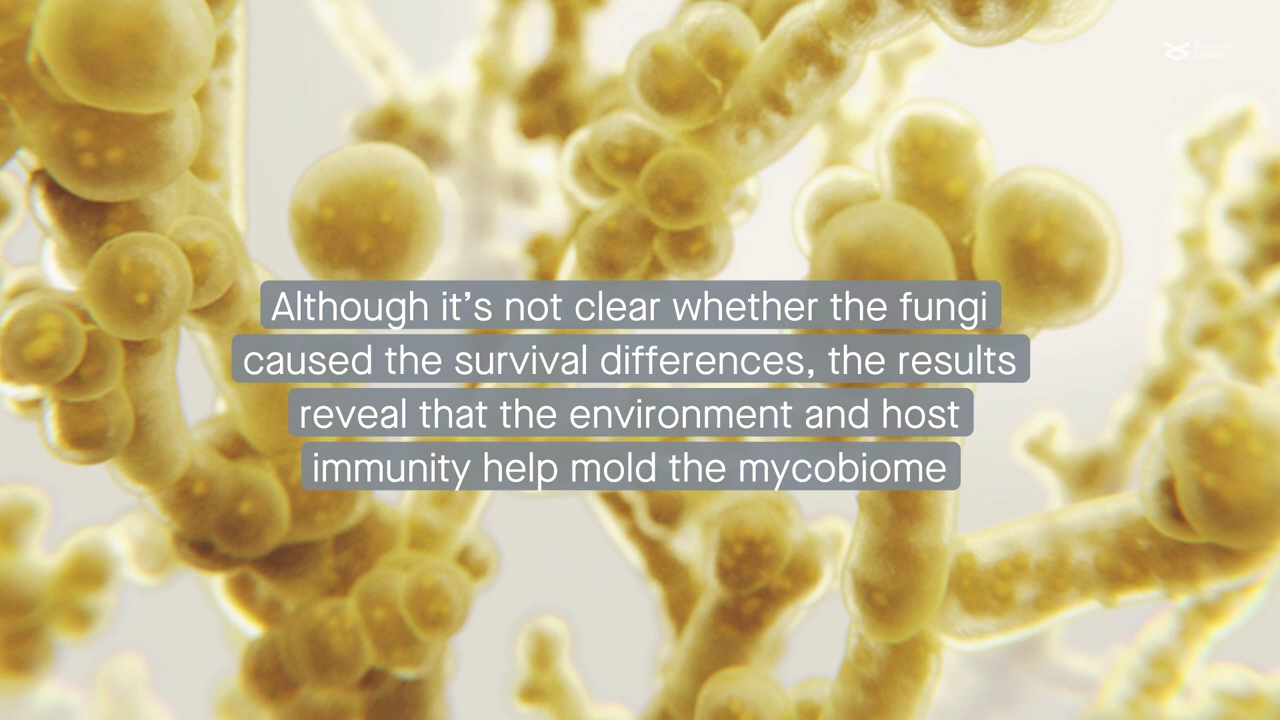 Although it’s not clear whether the fungi
caused the survival differences, the results
reveal that the environment and host
immunity help mold the mycobiome